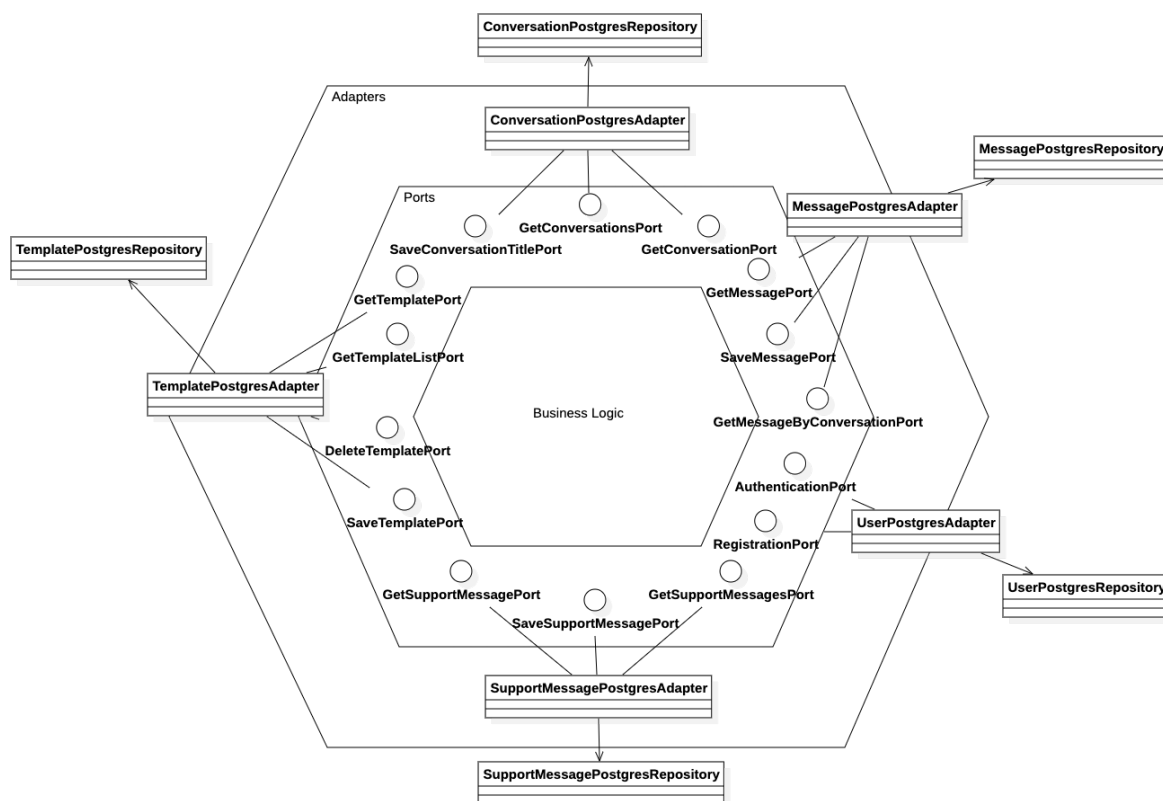 ConversationPostgresRepository
Adapters
ConversationPostgresAdapter
MessagePostgresRepository
Ports
MessagePostgresAdapter
GetConversationsPort
SaveConversationTitlePort
GetConversationPort
TemplatePostgresRepository
GetTemplatePort
GetMessagePort
GetTemplateListPort
SaveMessagePort
TemplatePostgresAdapter
Business Logic
GetMessageByConversationPort
DeleteTemplatePort
AuthenticationPort
SaveTemplatePort
UserPostgresAdapter
RegistrationPort
UserPostgresRepository
GetSupportMessagePort
GetSupportMessagesPort
SaveSupportMessagePort
SupportMessagePostgresAdapter
SupportMessagePostgresRepository